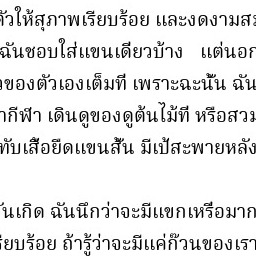 ตัวให้สุภาพเรียบร้อย และงดงามสม
ฉันชอบใส่แขนเดียวบ้าง แต่นอก
ของตัวเองเต็มที่ เพราะฉะนั้น ฉัน
กีฬา เดินดูของดูต้นไม้ที่ หรือสวม
ทับเสื้อยืดแขนสั้น มีเป้สะพายหลัง
วันเกิด ฉันนึกว่าจะมีแขกเหรื่อมาก
เรียบร้อย ถ้ารู้ว่าจะมีแค่ก๊วนของเรา